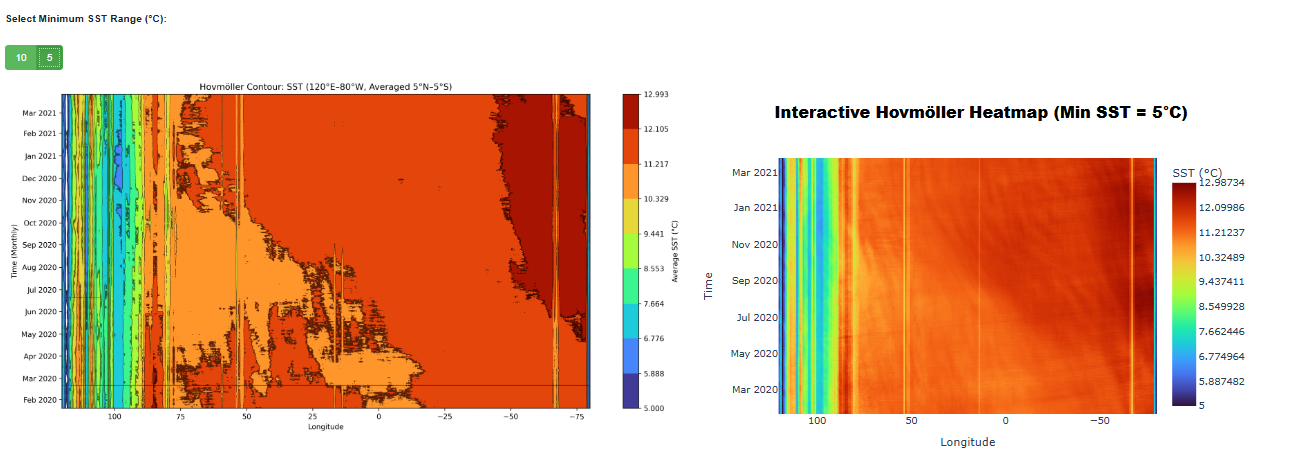 Select Minimum SST Range (°C):
10 5
Hovmöller Contour: SST (120°E–80°W, Averaged 5°N–5°S)
Time (Monthly)
Mar 2021
Feb 2021
Jan 2021
Dec 2020
Nov 2020
Oct 2020
Sep 2020
Aug 2020
Jul 2020
Jun 2020
May 2020
Apr 2020
Mar 2020
Feb 2020
100 75 50 25 0 −25 −50 −75
Longitude
12.993
12.105
11.217
10.329
9.441
8.553
7.664
6.776
5.888
5.000
Average SST (°C)
Interactive Hovmöller Heatmap (Min SST = 5°C)
Time
Mar 2021
Jan 2021
Nov 2020
Sep 2020
Jul 2020
May 2020
Mar 2020
100 50 0 −50
Longitude
SST (°C)
12.98734
12.09986
11.21237
10.32489
9.437411
8.549928
7.662446
6.774964
5.887482
5